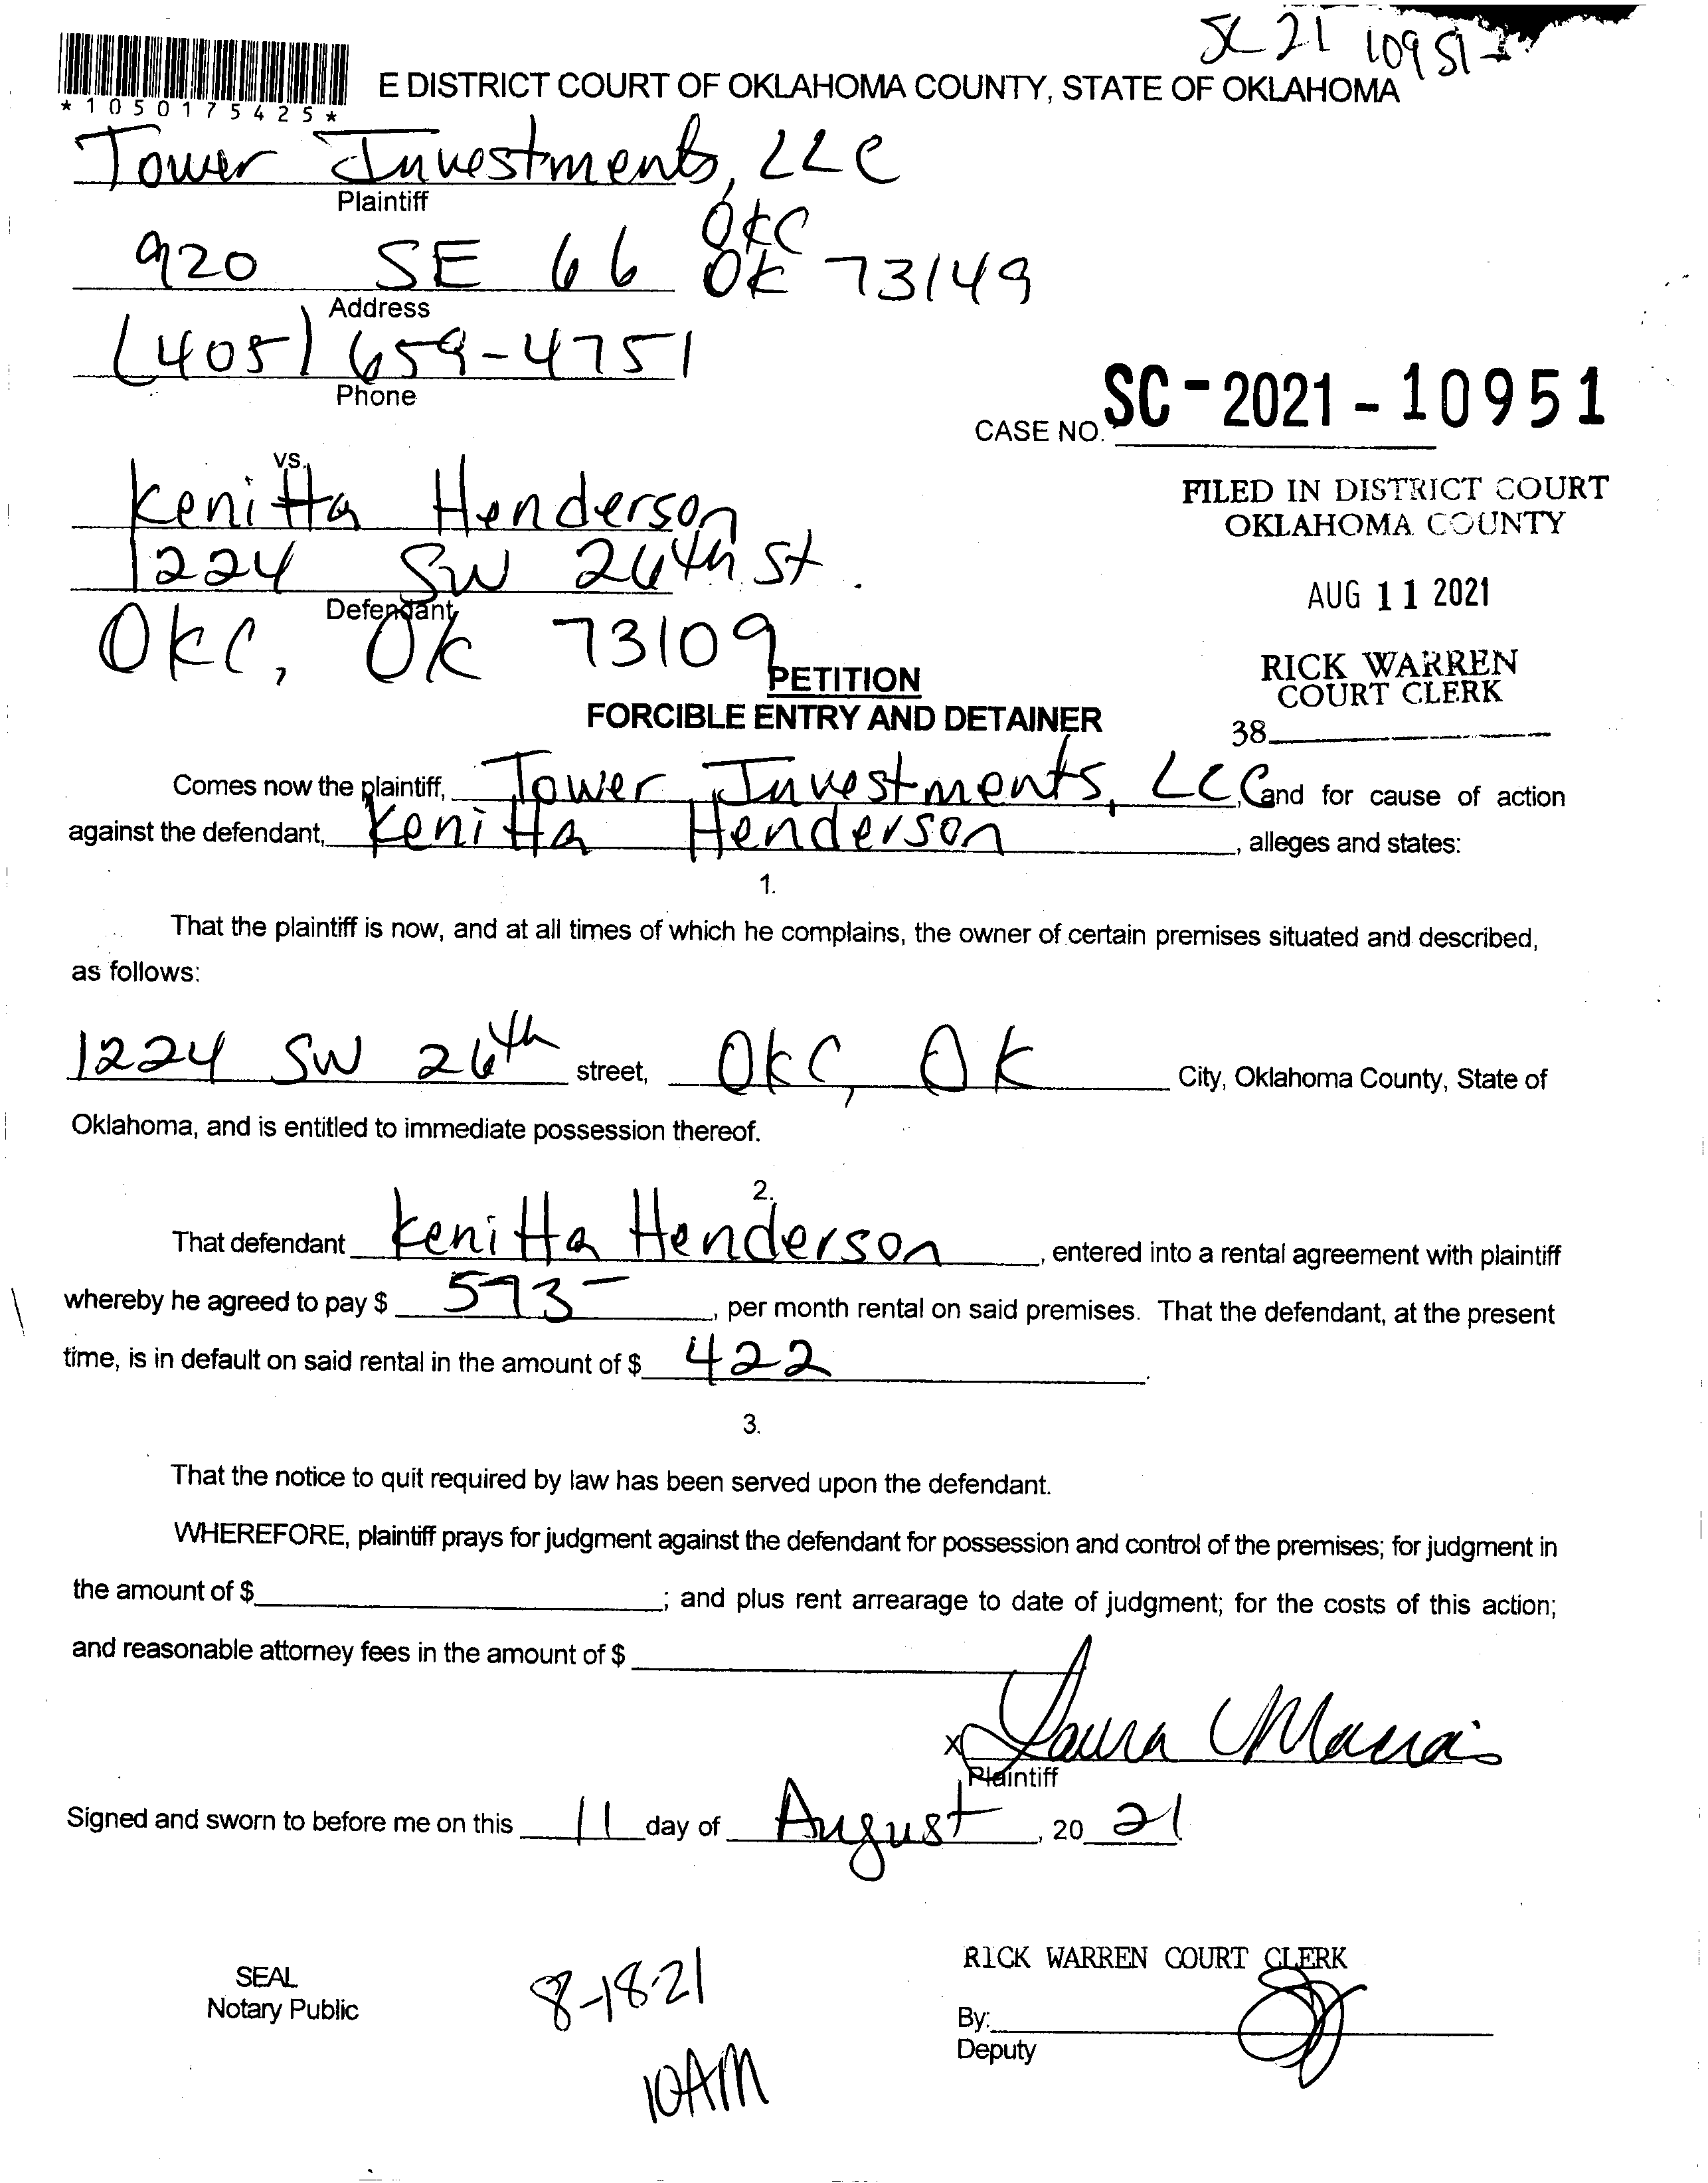 SC 21 10951
*1050175425*
E DISTRICT COURT OF OKLAHOMA COUNTY, STATE OF OKLAHOMA
Tower Investments, LLC
Plaintiff
OKC
920 SE 66 OK 73149
Address
(405) 659-4751
Phone
CASE NO. SC-2021-10951
vs.
Kenitta Henderson
1224 SW 26th St.
Defendant
OKC, OK 73109
FILED IN DISTRICT COURT
OKLAHOMA COUNTY
AUG 11 2021
RICK WARREN
COURT CLERK
38
PETITION
FORCIBLE ENTRY AND DETAINER
Comes now the plaintiff, Tower Investments, LLC, and for cause of action
against the defendant, Kenitta Henderson, alleges and states:
1.
That the plaintiff is now, and at all times of which he complains, the owner of certain premises situated and described,
as follows:
1224 SW 26th street, OKC, OK City, Oklahoma County, State of
Oklahoma, and is entitled to immediate possession thereof.
2.
That defendant Kenitta Henderson, entered into a rental agreement with plaintiff
whereby he agreed to pay $ 573-, per month rental on said premises. That the defendant, at the present
time, is in default on said rental in the amount of $ 422.
3.
That the notice to quit required by law has been served upon the defendant.
WHEREFORE, plaintiff prays for judgment against the defendant for possession and control of the premises; for judgment in
the amount of $ ; and plus rent arrearage to date of judgment; for the costs of this action;
and reasonable attorney fees in the amount of $
x Laura Macias
Plaintiff
Signed and sworn to before me on this 11 day of August, 20 21
SEAL
Notary Public
8-18-21
10AM
RICK WARREN COURT CLERK
By:
Deputy